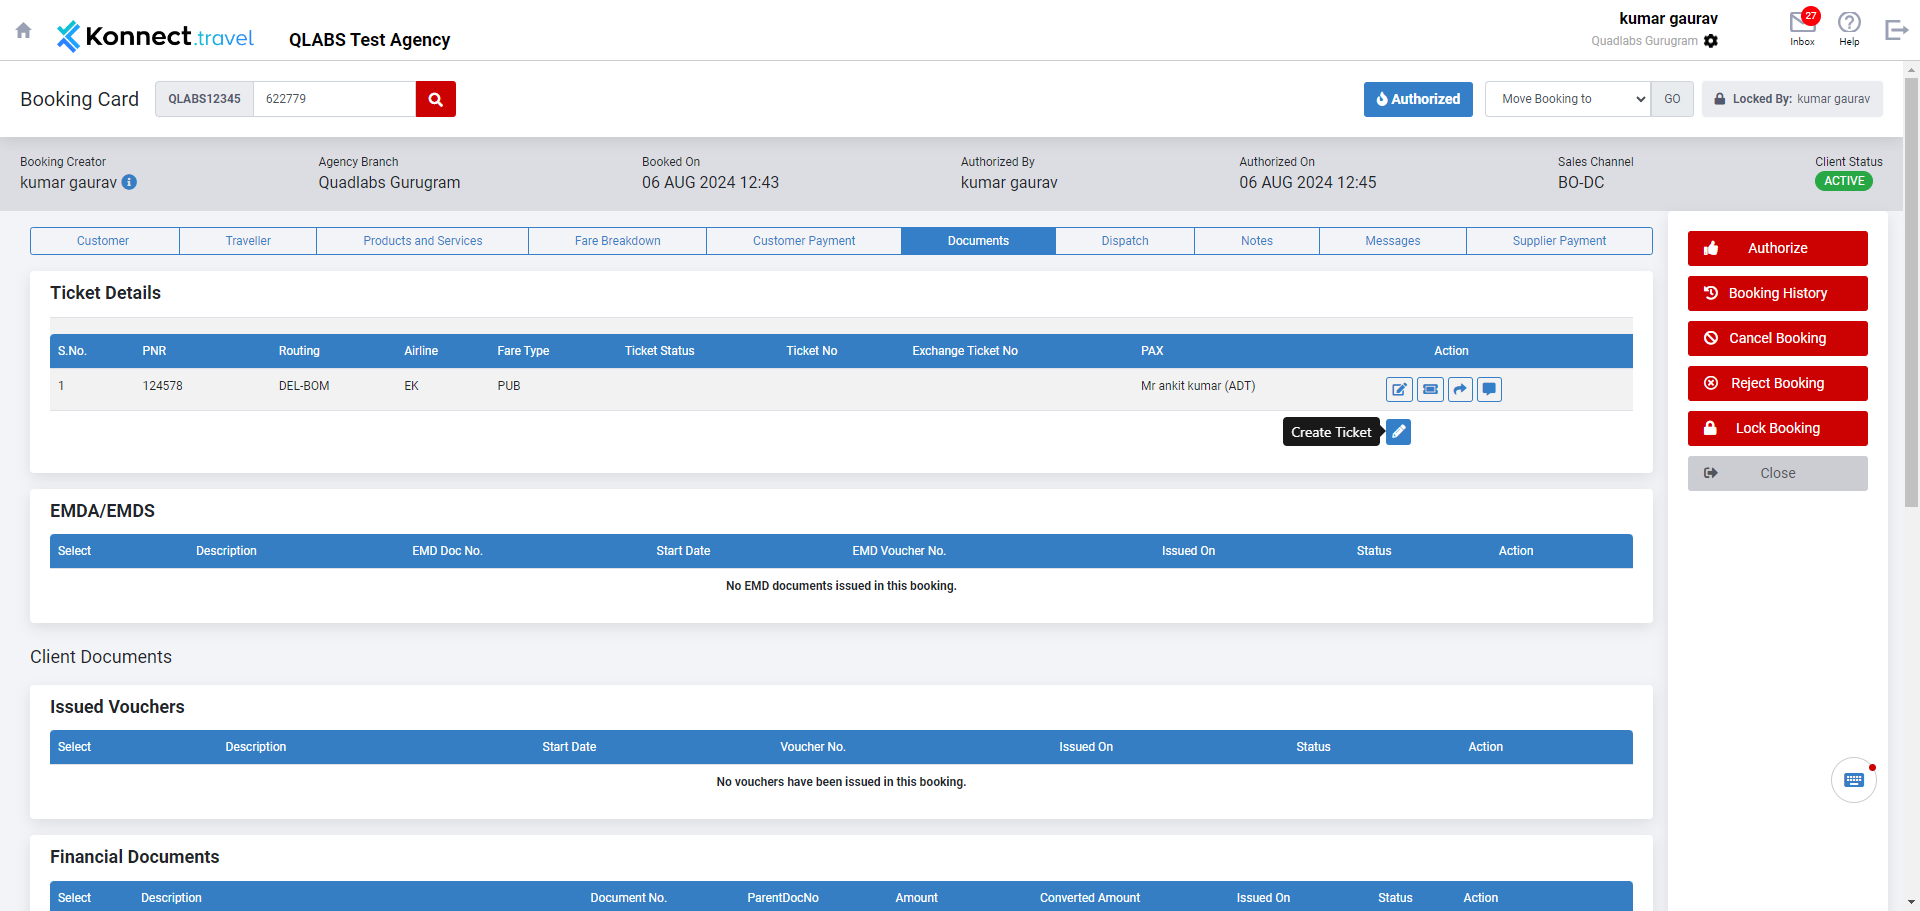 Konnect.travel
QLABS Test Agency
kumar gaurav
Quadlabs Gurugram
27
Inbox
Help
Booking Card
QLABS12345
622779
Authorized
Move Booking to
GO
Locked By: kumar gaurav
Booking Creator
kumar gaurav
Agency Branch
Quadlabs Gurugram
Booked On
06 AUG 2024 12:43
Authorized By
kumar gaurav
Authorized On
06 AUG 2024 12:45
Sales Channel
BO-DC
Client Status
ACTIVE
Customer
Traveller
Products and Services
Fare Breakdown
Customer Payment
Documents
Dispatch
Notes
Messages
Supplier Payment
Authorize
Booking History
Cancel Booking
Reject Booking
Lock Booking
Close
Ticket Details
S.No. PNR Routing Airline Fare Type Ticket Status Ticket No Exchange Ticket No PAX Action
1 124578 DEL-BOM EK PUB Mr ankit kumar (ADT)
Create Ticket
EMDA/EMDS
Select Description EMD Doc No. Start Date EMD Voucher No. Issued On Status Action
No EMD documents issued in this booking.
Client Documents
Issued Vouchers
Select Description Start Date Voucher No. Issued On Status Action
No vouchers have been issued in this booking.
Financial Documents
Select Description Document No. ParentDocNo Amount Converted Amount Issued On Status Action